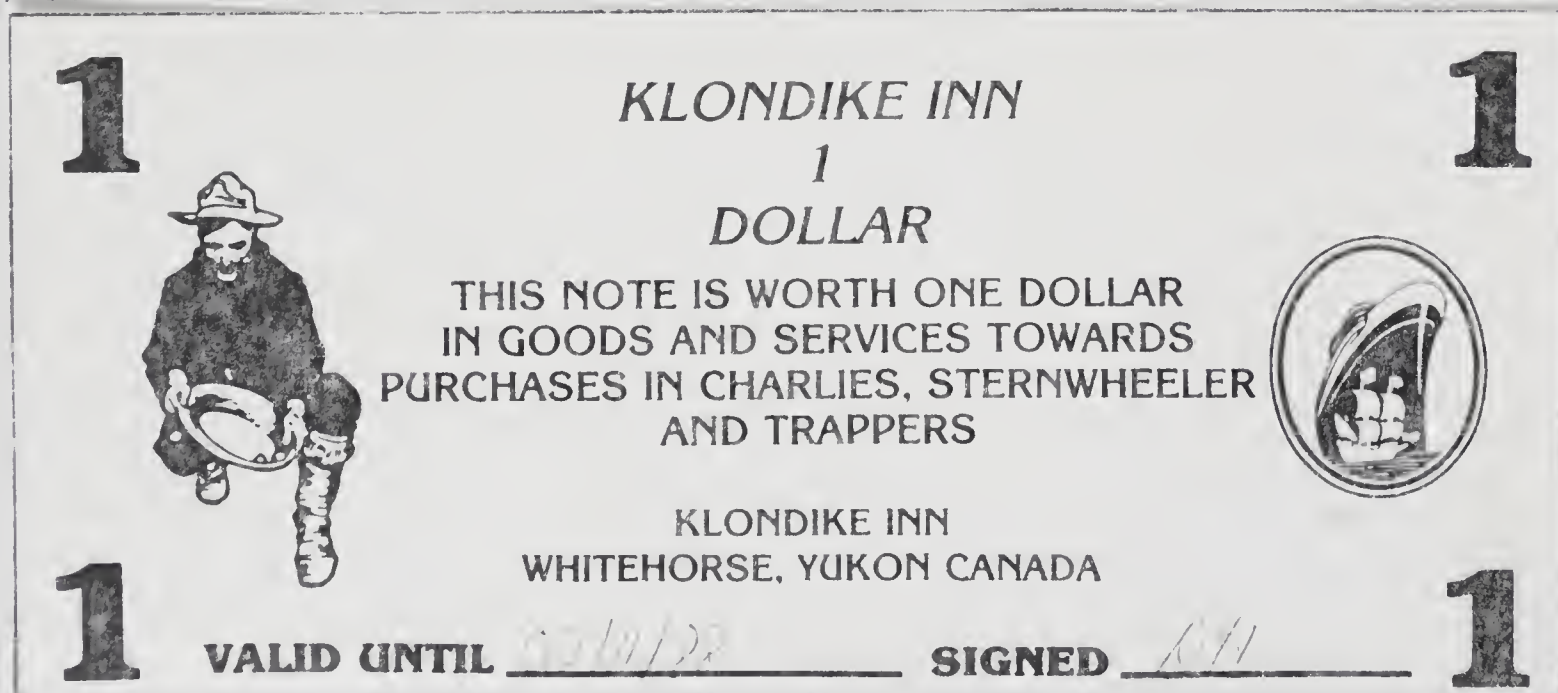 1 1
KLONDIKE INN
1
DOLLAR
THIS NOTE IS WORTH ONE DOLLAR
IN GOODS AND SERVICES TOWARDS
PURCHASES IN CHARLIES, STERNWHEELER
AND TRAPPERS
KLONDIKE INN
WHITEHORSE, YUKON CANADA
1 1
VALID UNTIL SIGNED